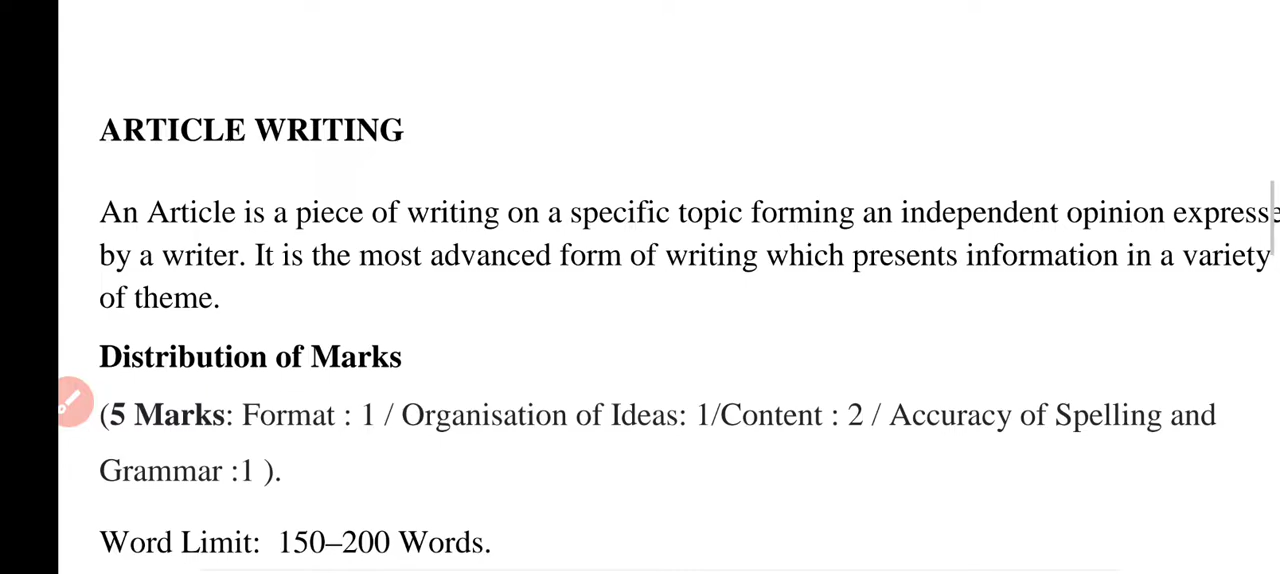 ARTICLE WRITING
An Article is a piece of writing on a specific topic forming an independent opinion expresse
by a writer. It is the most advanced form of writing which presents information in a variety
of theme.
Distribution of Marks
(5 Marks: Format : 1 / Organisation of Ideas: 1/Content : 2 / Accuracy of Spelling and
Grammar :1 ).
Word Limit: 150–200 Words.